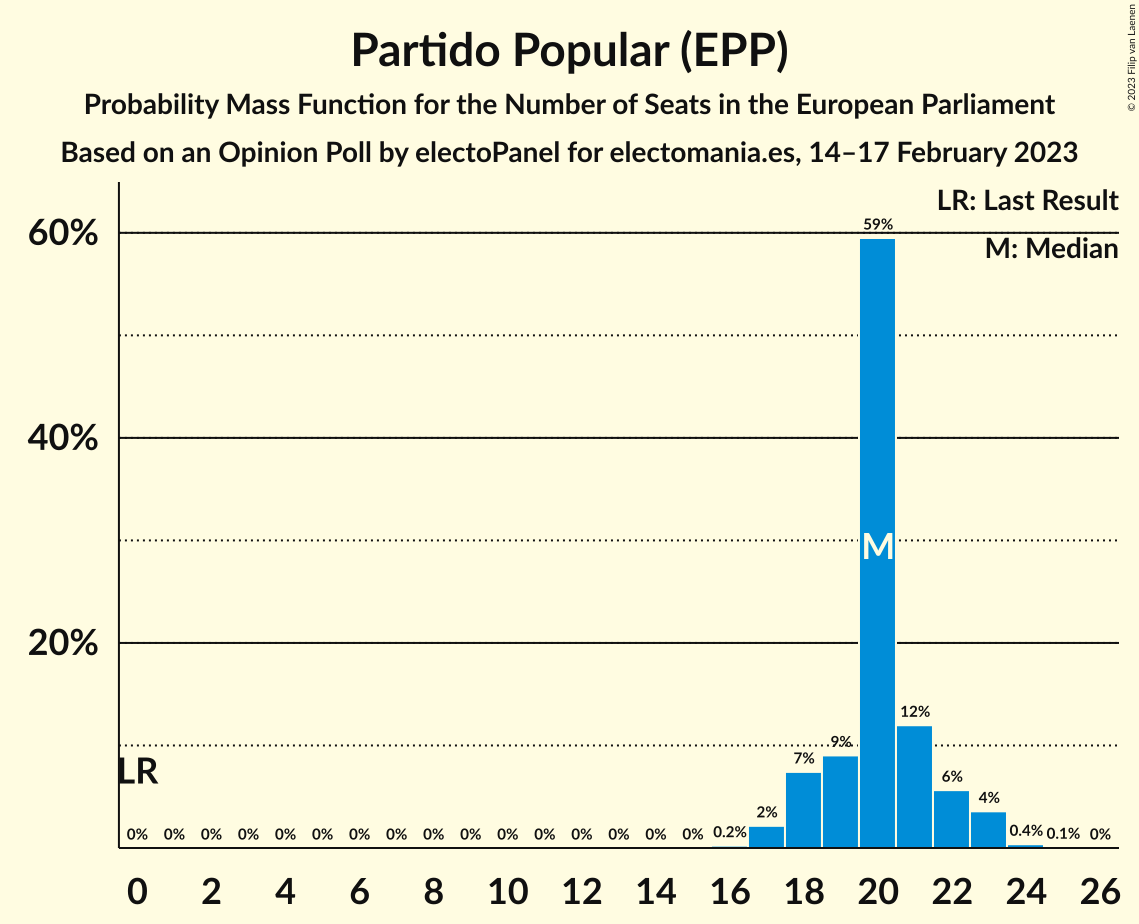 Partido Popular (EPP)
Probability Mass Function for the Number of Seats in the European Parliament
Based on an Opinion Poll by electoPanel for electomania.es, 14–17 February 2023
© 2023 Filip van Laenen
LR: Last Result
M: Median
60%
40%
20%
59%
M
LR
0% 0% 0% 0% 0% 0% 0% 0% 0% 0% 0% 0% 0% 0% 0% 0% 0.2% 2% 7% 9% 12% 6% 4% 0.4% 0.1% 0%
0 2 4 6 8 10 12 14 16 18 20 22 24 26